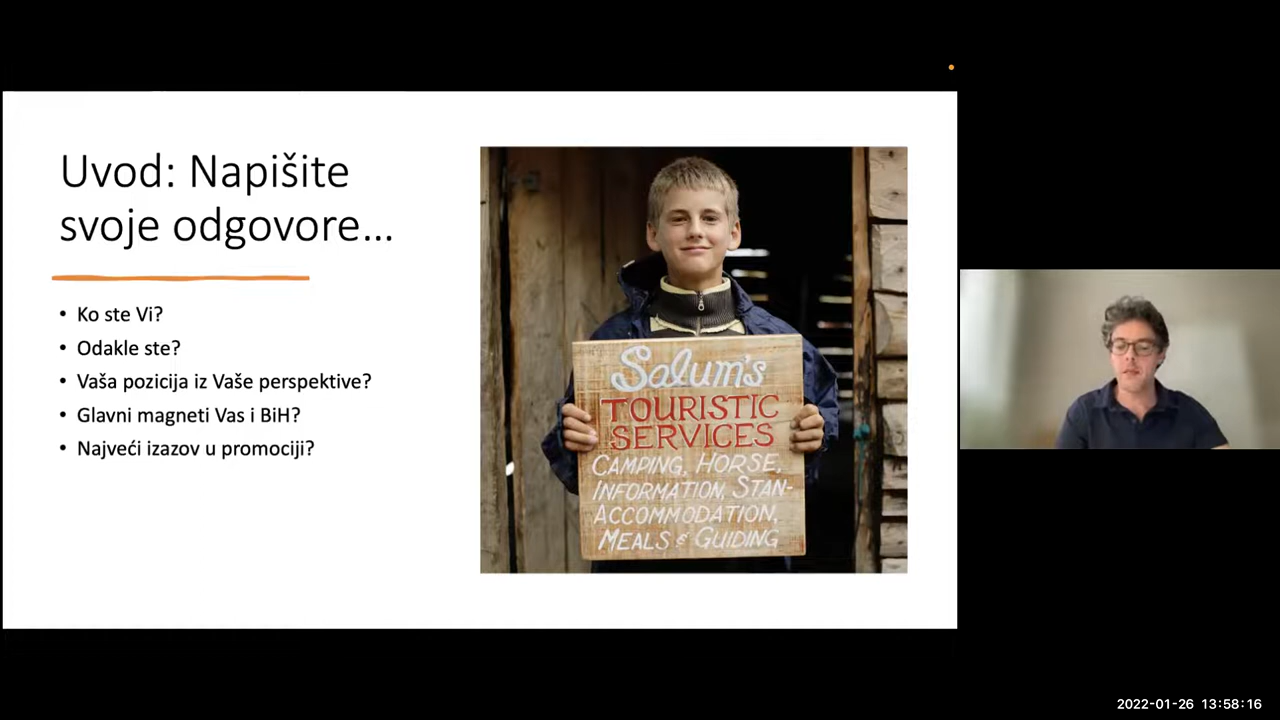 Uvod: Napišite
svoje odgovore...
• Ko ste Vi?
• Odakle ste?
• Vaša pozicija iz Vaše perspektive?
• Glavni magneti Vas i BiH?
• Najveći izazov u promociji?
Salum's
TOURISTIC
SERVICES
CAMPING, HORSE,
INFORMATION, STAN-
ACCOMMODATION,
MEALS & GUIDING
2022-01-26 13:58:16